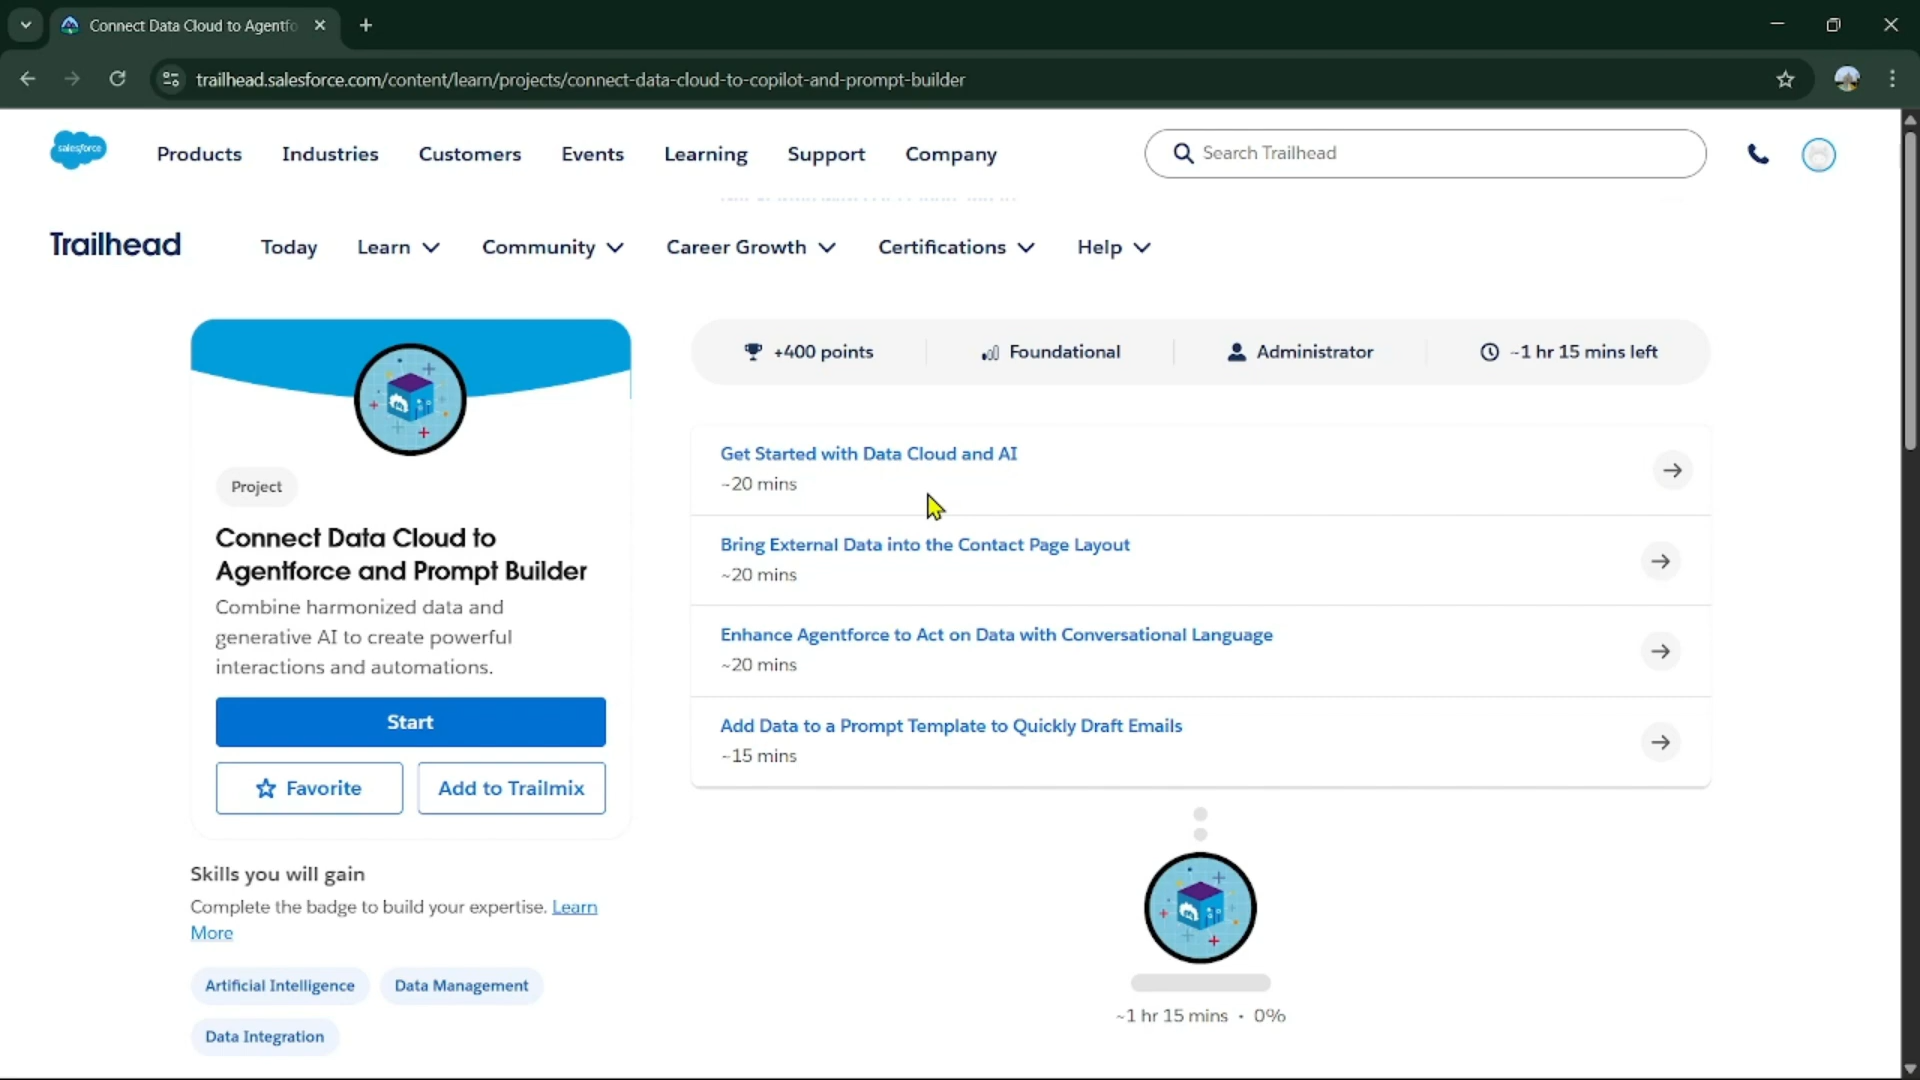 Connect Data Cloud to Agentfo
trailhead.salesforce.com/content/learn/projects/connect-data-cloud-to-copilot-and-prompt-builder
salesforce
Products
Industries
Customers
Events
Learning
Support
Company
Search Trailhead
Trailhead
Today
Learn
Community
Career Growth
Certifications
Help
Project
Connect Data Cloud to
Agentforce and Prompt Builder
Combine harmonized data and
generative AI to create powerful
interactions and automations.
Start
Favorite
Add to Trailmix
Skills you will gain
Complete the badge to build your expertise. Learn
More
Artificial Intelligence
Data Management
Data Integration
+400 points
Foundational
Administrator
~1 hr 15 mins left
Get Started with Data Cloud and AI
~20 mins
Bring External Data into the Contact Page Layout
~20 mins
Enhance Agentforce to Act on Data with Conversational Language
~20 mins
Add Data to a Prompt Template to Quickly Draft Emails
~15 mins
~1 hr 15 mins • 0%